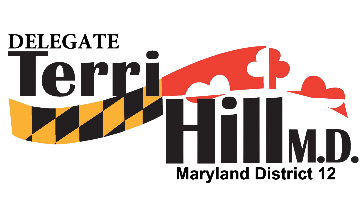 DELEGATE
Terri
Hill M.D.
Maryland District 12